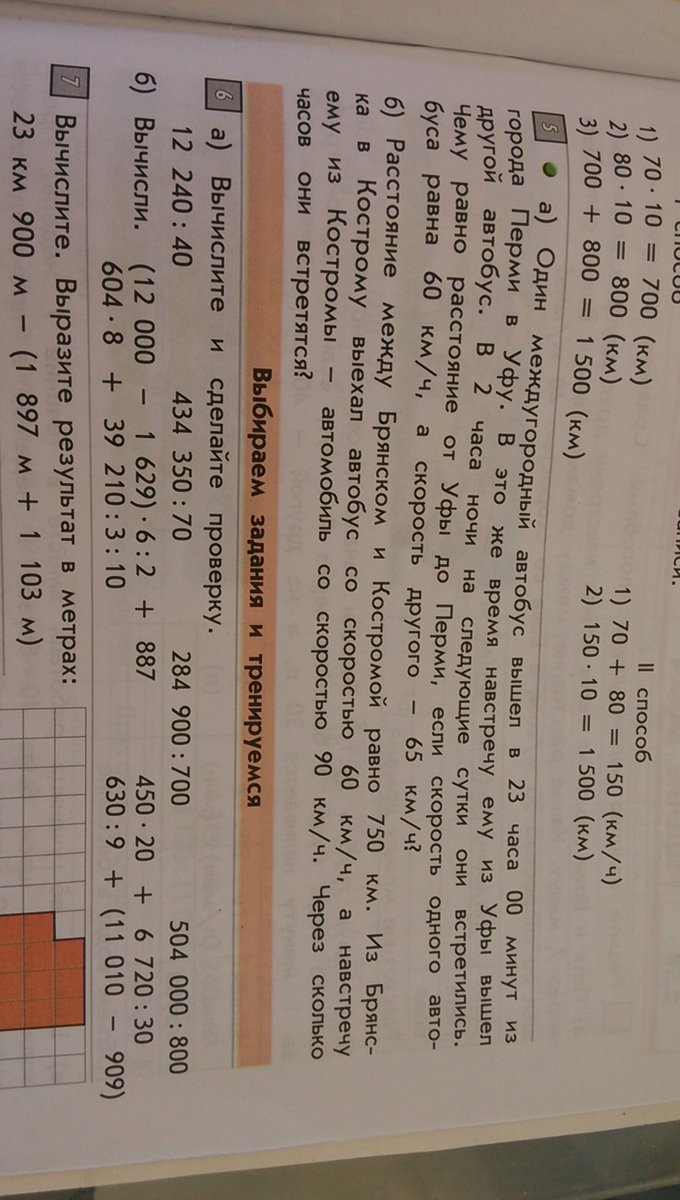 способ
записи.
1) 70 · 10 = 700 (км)
2) 80 · 10 = 800 (км)
3) 700 + 800 = 1 500 (км)
II способ
1) 70 + 80 = 150 (км/ч)
2) 150 · 10 = 1 500 (км)
5 а) Один междугородный автобус вышел в 23 часа 00 минут из
города Перми в Уфу. В это же время навстречу ему из Уфы вышел
другой автобус. В 2 часа ночи на следующие сутки они встретились.
Чему равно расстояние от Уфы до Перми, если скорость одного авто-
буса равна 60 км/ч, а скорость другого – 65 км/ч?
б) Расстояние между Брянском и Костромой равно 750 км. Из Брянс-
ка в Кострому выехал автобус со скоростью 60 км/ч, а навстречу
ему из Костромы – автомобиль со скоростью 90 км/ч. Через сколько
часов они встретятся?
Выбираем задания и тренируемся
6 а) Вычислите и сделайте проверку.
12 240 : 40 434 350 : 70 284 900 : 700 504 000 : 800
б) Вычисли. (12 000 – 1 629) · 6 : 2 + 887 450 · 20 + 6 720 : 30
604 · 8 + 39 210 : 3 : 10 630 : 9 + (11 010 – 909)
7 Вычислите. Выразите результат в метрах:
23 км 900 м – (1 897 м + 1 103 м)